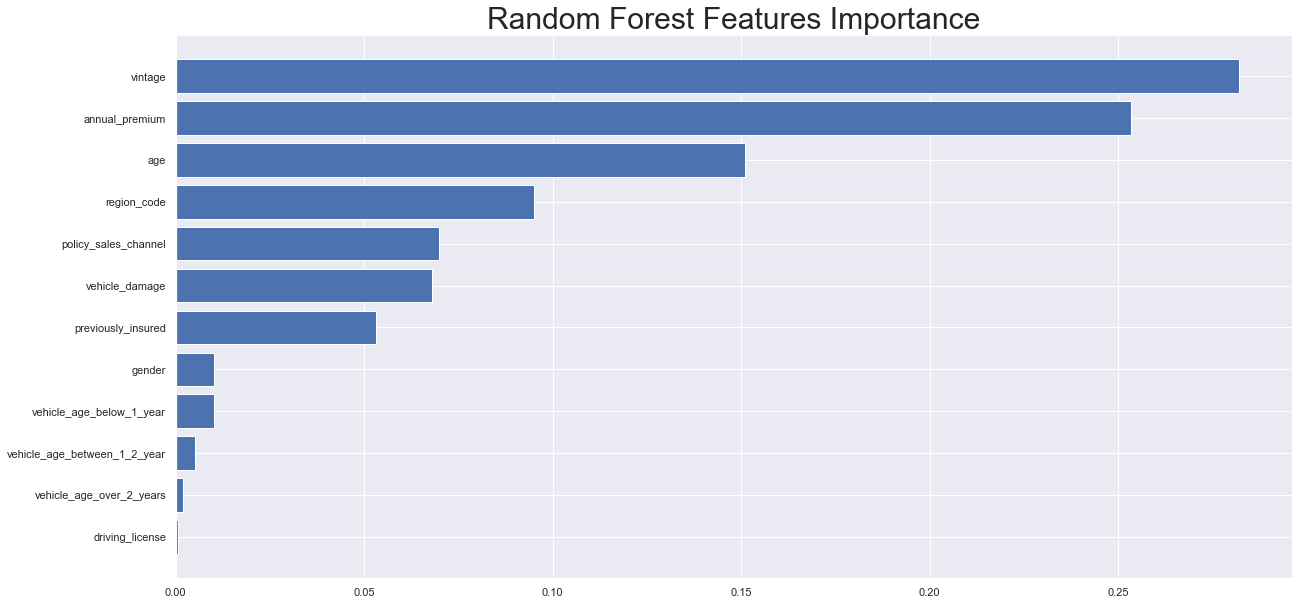 Random Forest Features Importance
vintage
annual_premium
age
region_code
policy_sales_channel
vehicle_damage
previously_insured
gender
vehicle_age_below_1_year
vehicle_age_between_1_2_year
vehicle_age_over_2_years
driving_license
0.00 0.05 0.10 0.15 0.20 0.25